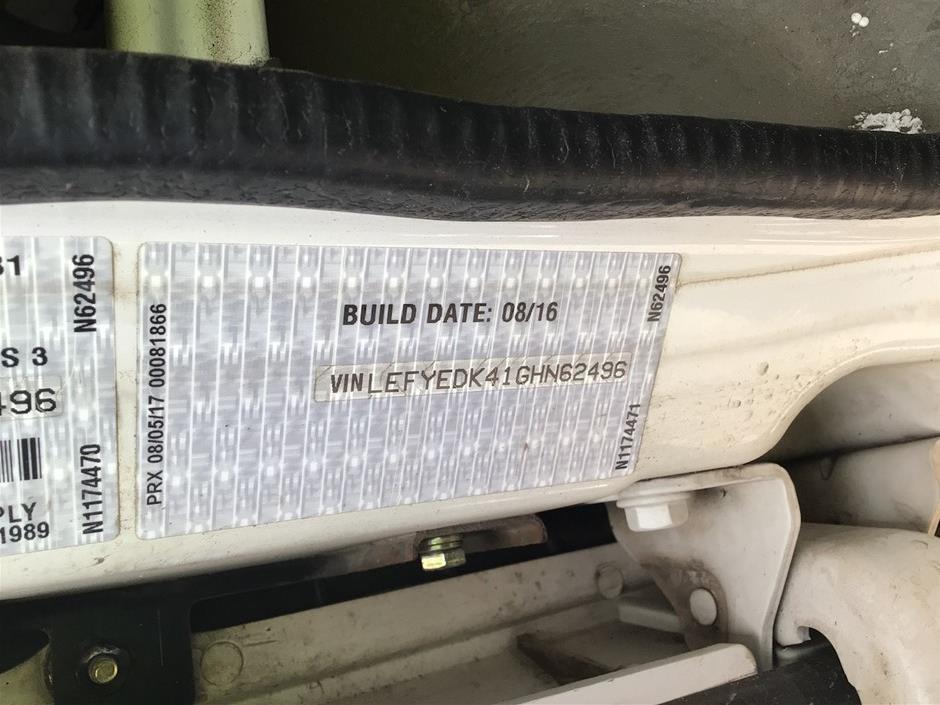 31
S 3
496
PLY
1989
N62496
N1174470
PRX 08/05/17 00081866
BUILD DATE: 08/16
VIN LEFYEDK41GHN62496
N62496
N1174471